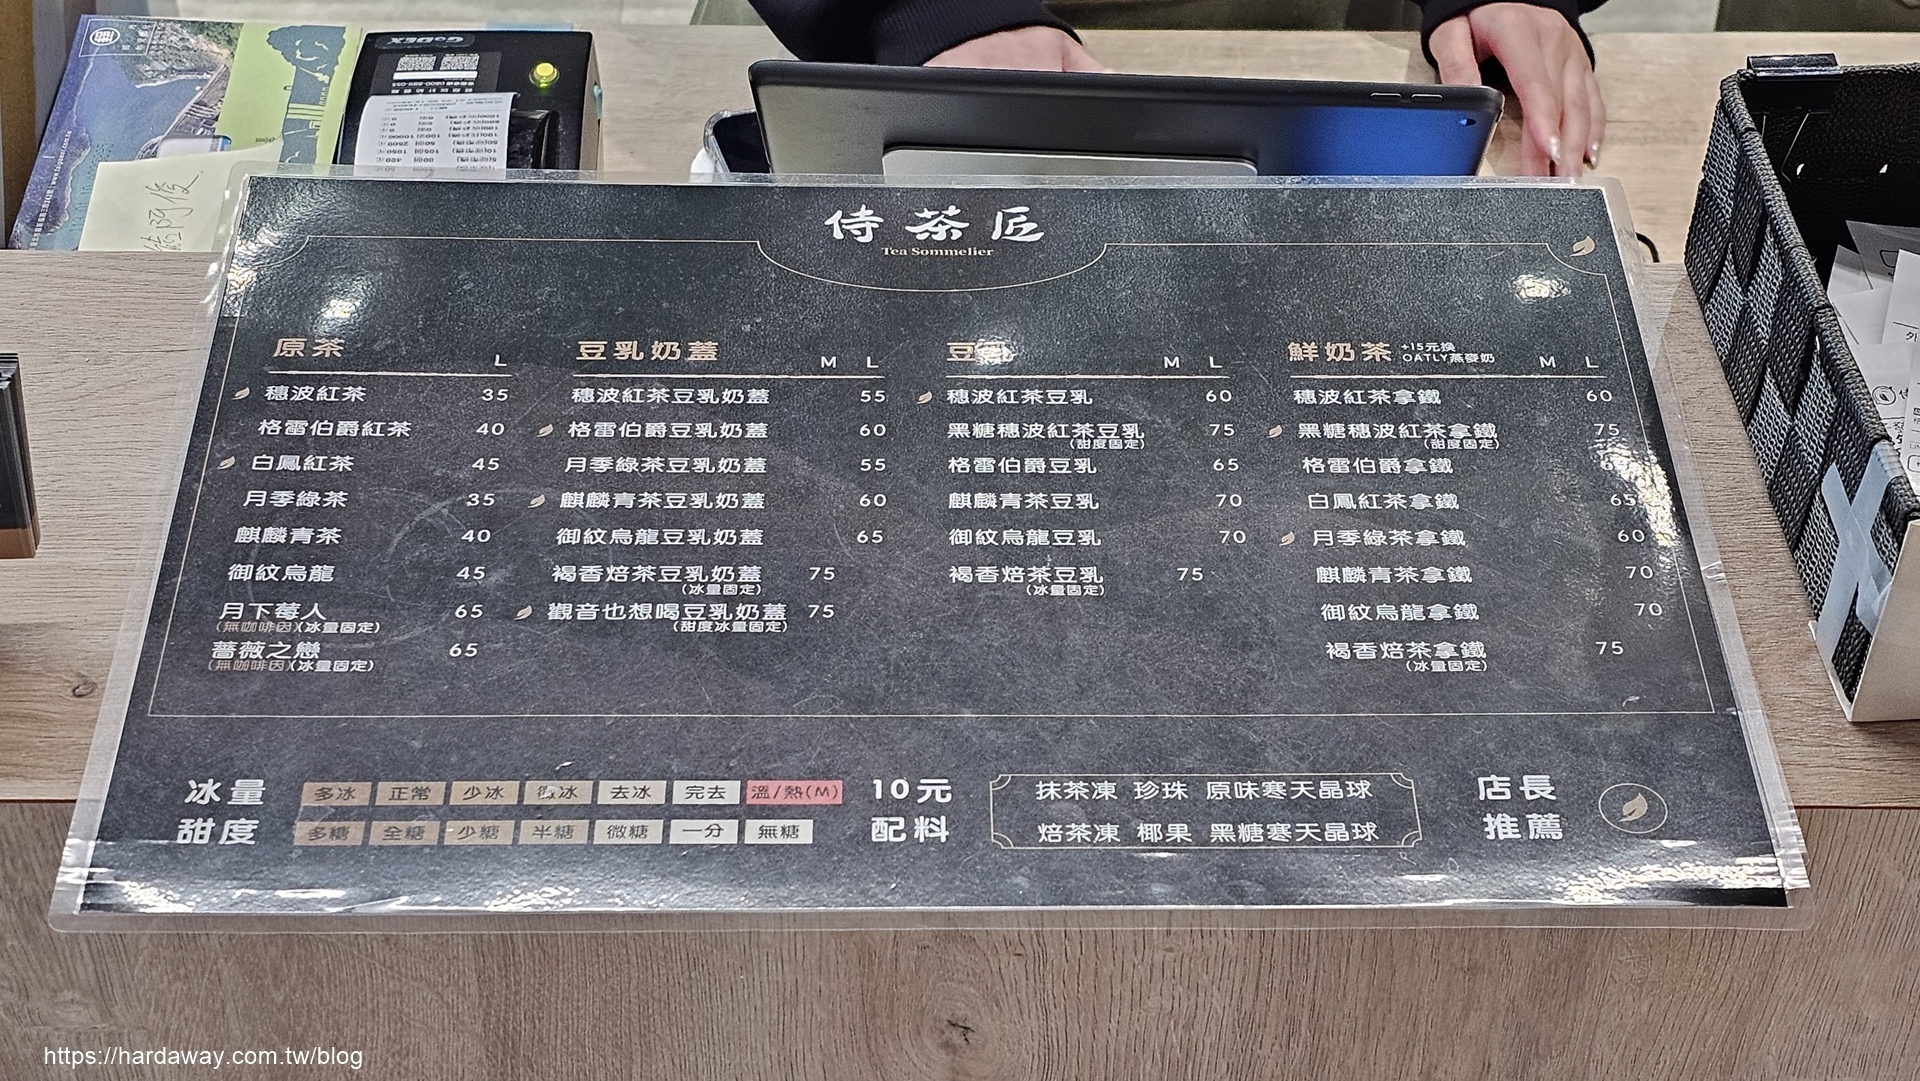 GoDEX
侍茶匠
Tea Sommelier
原茶 L
穗波紅茶 35
格雷伯爵紅茶 40
白鳳紅茶 45
月季綠茶 35
麒麟青茶 40
御紋烏龍 45
月下莓人 65
(無咖啡因)(冰量固定)
薔薇之戀 65
(無咖啡因)(冰量固定)
豆乳奶蓋 M L
穗波紅茶豆乳奶蓋 55
格雷伯爵豆乳奶蓋 60
月季綠茶豆乳奶蓋 55
麒麟青茶豆乳奶蓋 60
御紋烏龍豆乳奶蓋 65
褐香焙茶豆乳奶蓋 75
(冰量固定)
觀音也想喝豆乳奶蓋 75
(甜度冰量固定)
豆乳 M L
穗波紅茶豆乳 60
黑糖穗波紅茶豆乳 75
(甜度固定)
格雷伯爵豆乳 65
麒麟青茶豆乳 70
御紋烏龍豆乳 70
褐香焙茶豆乳 75
(冰量固定)
鮮奶茶 +15元換 OATLY燕麥奶 M L
穗波紅茶拿鐵 60
黑糖穗波紅茶拿鐵 75
(甜度固定)
格雷伯爵拿鐵
白鳳紅茶拿鐵 65
月季綠茶拿鐵 60
麒麟青茶拿鐵 70
御紋烏龍拿鐵 70
褐香焙茶拿鐵 75
(冰量固定)
冰量 多冰 正常 少冰 微冰 去冰 完去 溫/熱(M)
甜度 多糖 全糖 少糖 半糖 微糖 一分 無糖
10元
配料
抹茶凍 珍珠 原味寒天晶球
焙茶凍 椰果 黑糖寒天晶球
店長
推薦
https://hardaway.com.tw/blog